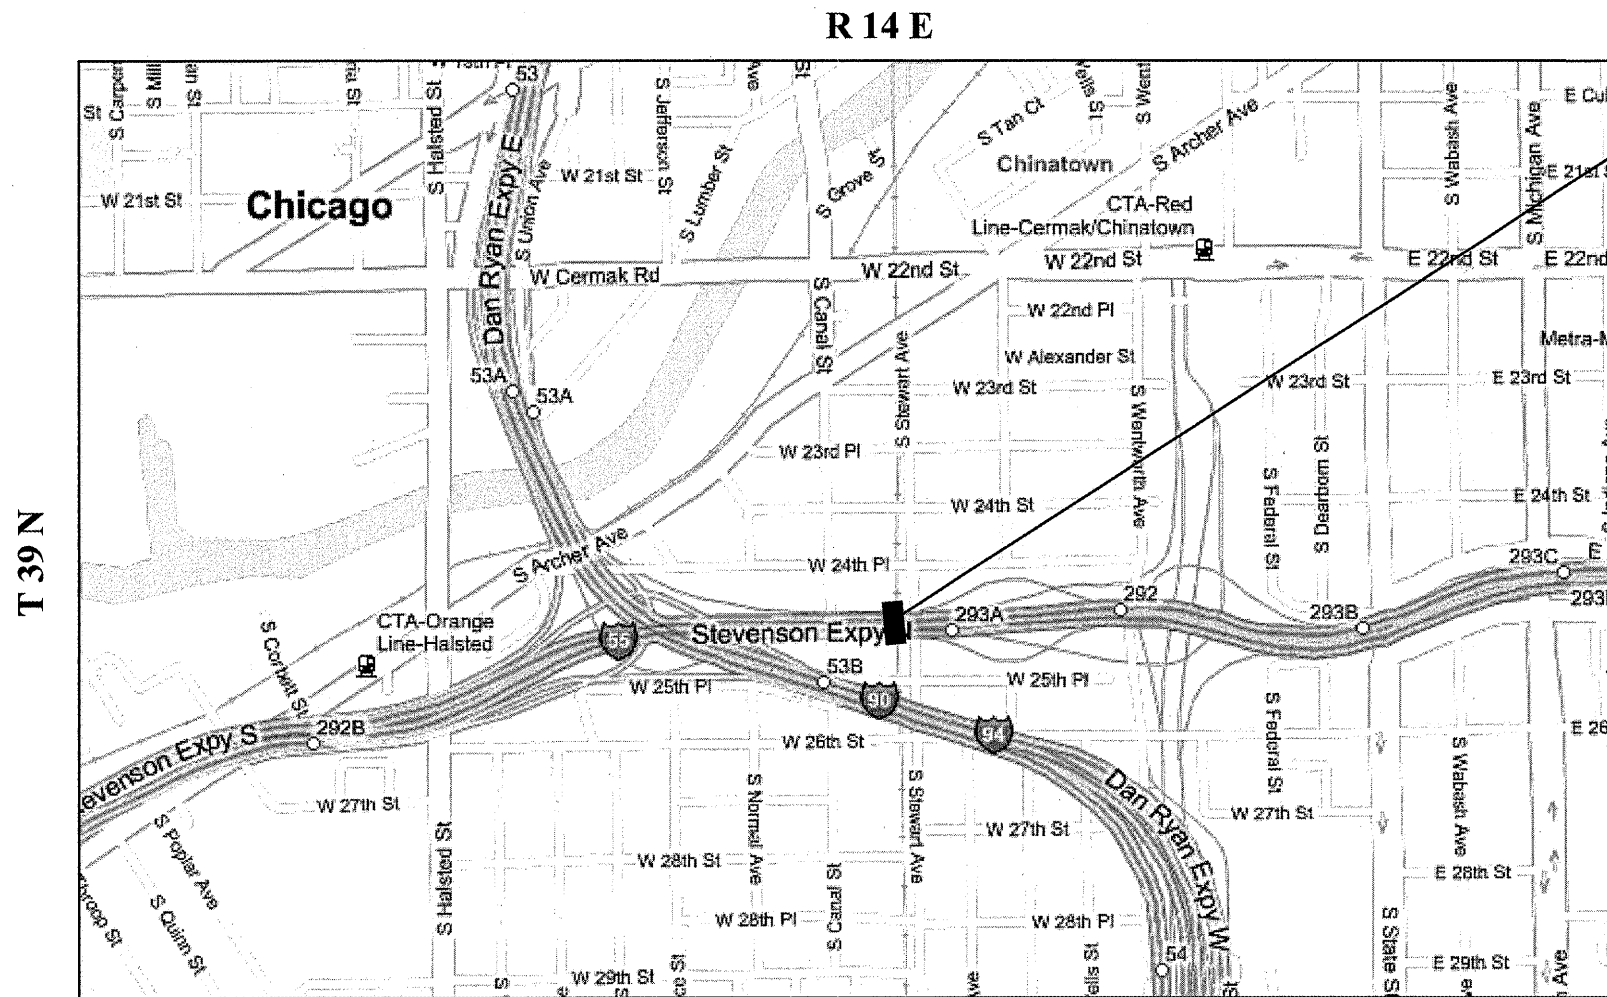 R 14 E
T 39 N
53
S Halsted St
S Jefferson St
S Tan Ct
S Archer Ave
S Wabash Ave
S Michigan Ave
St
S Union Ave
W 21st St
S Lumber St
S Grove St
Chinatown
W 21st St
Chicago
Dan Ryan Expy E
CTA-Red
Line-Cermak/Chinatown
W Cermak Rd
W 22nd St
W 22nd St
E 22nd St
E 22nd
S Canal St
W 22nd Pl
S Stewart Ave
W Alexander St
53A
53A
W 23rd St
W 23rd St
E 23rd St
S Wentworth Ave
W 23rd Pl
S Federal St
S Dearborn St
W 24th St
E 24th St
S Archer Ave
W 24th Pl
293C
292
293A
293B
CTA-Orange
Line-Halsted
55
Stevenson Expy N
S Corbett St
53B
W 25th Pl
W 25th Pl
90
94
S Federal St
292B
Stevenson Expy S
W 26th St
E 26
S Wabash Ave
Dan Ryan Expy W
W 27th St
W 27th St
W 27th St
S Poplar Ave
S Halsted St
S Normal Ave
S Stewart Ave
W 28th St
E 28th St
S Canal St
S Quinn St
W 28th Pl
W 28th Pl
S State St
54
W 29th St
E 29th St